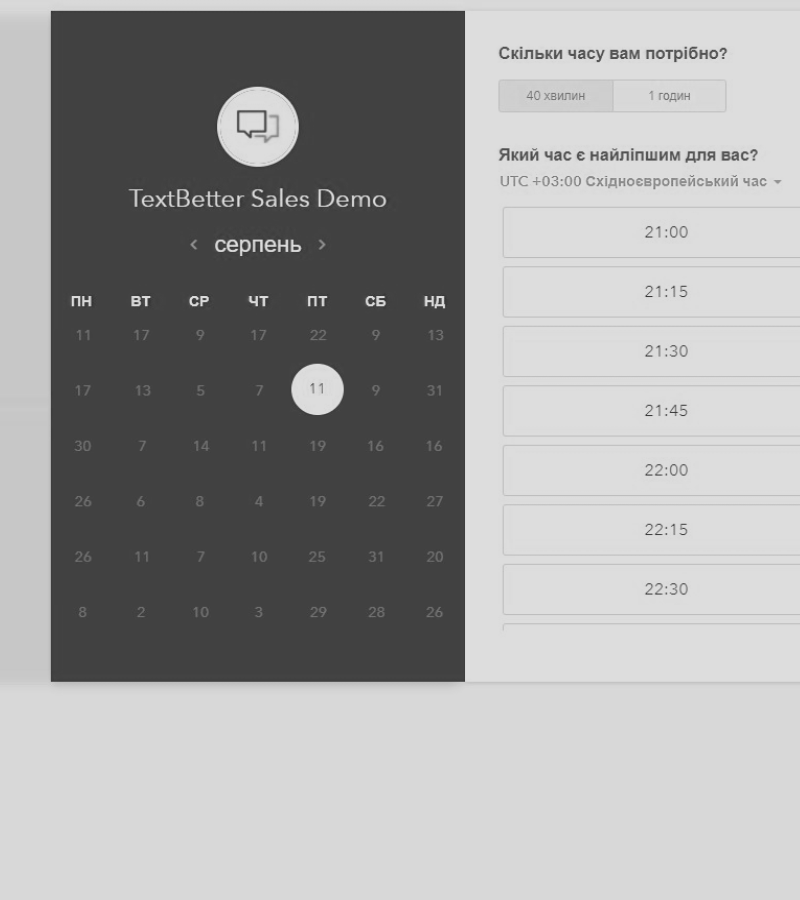 TextBetter Sales Demo
серпень
ПН ВТ СР ЧТ ПТ СБ НД
11 17 9 17 22 9 13
17 13 5 7 11 9 31
30 7 14 11 19 16 16
26 6 8 4 19 22 27
26 11 7 10 25 31 20
8 2 10 3 29 28 26
Скільки часу вам потрібно?
40 хвилин 1 годин
Який час є найліпшим для вас?
UTC +03:00 Східноєвропейський час
21:00
21:15
21:30
21:45
22:00
22:15
22:30